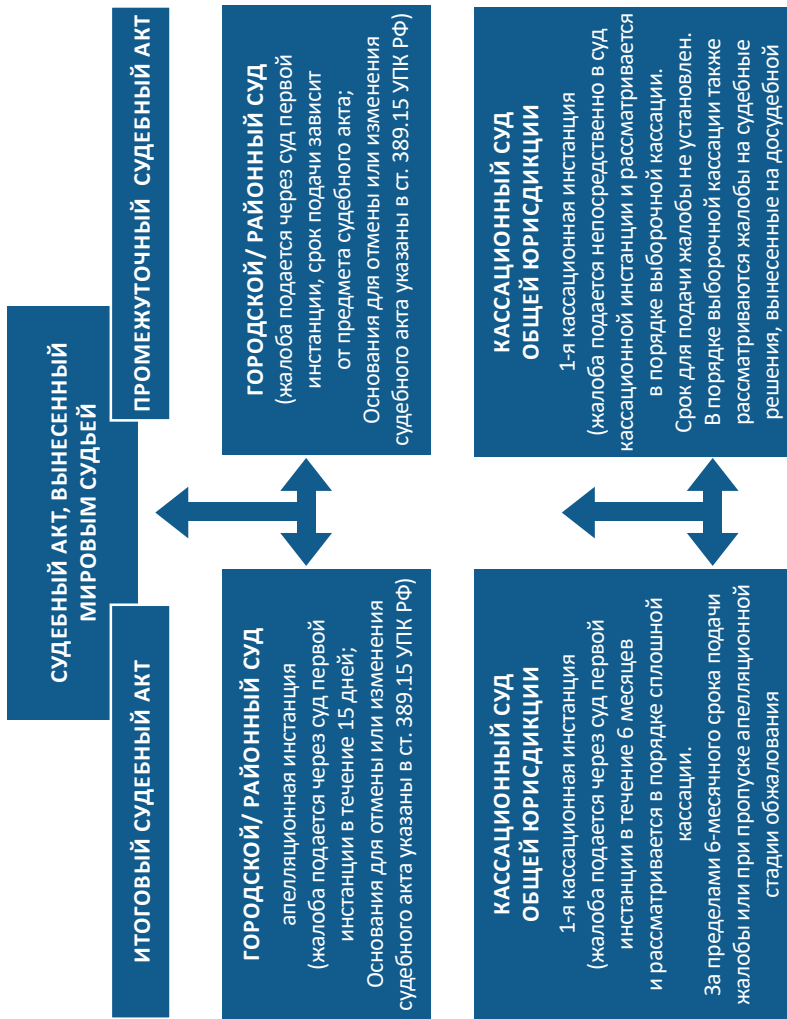 СУДЕБНЫЙ АКТ, ВЫНЕСЕННЫЙ
МИРОВЫМ СУДЬЕЙ
ИТОГОВЫЙ СУДЕБНЫЙ АКТ
ПРОМЕЖУТОЧНЫЙ СУДЕБНЫЙ АКТ
ГОРОДСКОЙ/ РАЙОННЫЙ СУД
апелляционная инстанция
(жалоба подается через суд первой
инстанции в течение 15 дней;
Основания для отмены или изменения
судебного акта указаны в ст. 389.15 УПК РФ)
ГОРОДСКОЙ/ РАЙОННЫЙ СУД
(жалоба подается через суд первой
инстанции, срок подачи зависит
от предмета судебного акта;
Основания для отмены или изменения
судебного акта указаны в ст. 389.15 УПК РФ)
КАССАЦИОННЫЙ СУД
ОБЩЕЙ ЮРИСДИКЦИИ
1-я кассационная инстанция
(жалоба подается через суд первой
инстанции в течение 6 месяцев
и рассматривается в порядке сплошной
кассации.
За пределами 6-месячного срока подачи
жалобы или при пропуске апелляционной
стадии обжалования
КАССАЦИОННЫЙ СУД
ОБЩЕЙ ЮРИСДИКЦИИ
1-я кассационная инстанция
(жалоба подается непосредственно в суд
кассационной инстанции и рассматривается
в порядке выборочной кассации.
Срок для подачи жалобы не установлен.
В порядке выборочной кассации также
рассматриваются жалобы на судебные
решения, вынесенные на досудебной